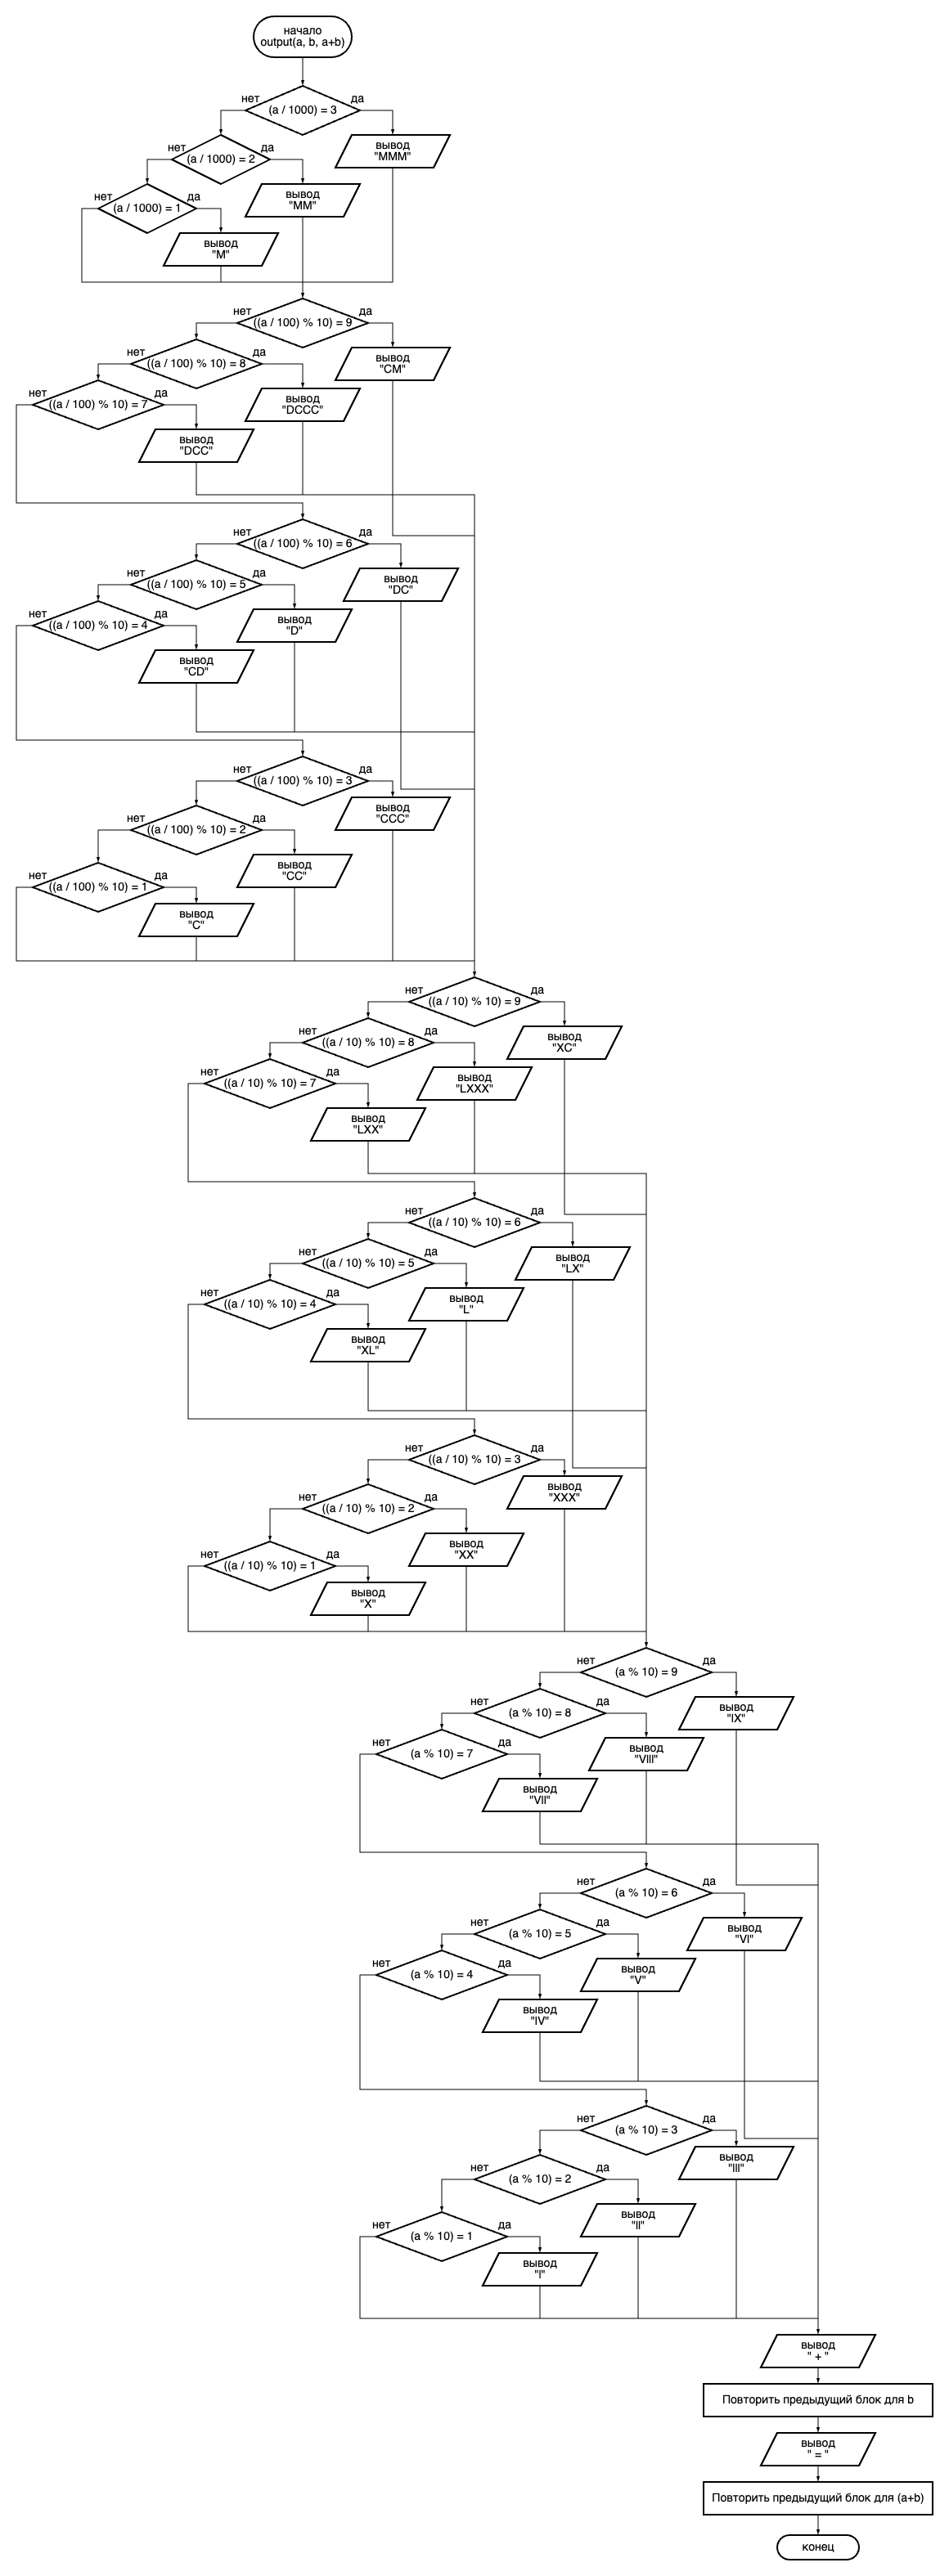 начало
output(a, b, a+b)
нет
да
(a / 1000) = 3
нет
да
(a / 1000) = 2
вывод
"MMM"
нет
да
(a / 1000) = 1
вывод
"MM"
вывод
"M"
нет
да
((a / 100) % 10) = 9
нет
да
((a / 100) % 10) = 8
вывод
"CM"
нет
да
((a / 100) % 10) = 7
вывод
"DCCC"
вывод
"DCC"
нет
да
((a / 100) % 10) = 6
нет
да
((a / 100) % 10) = 5
вывод
"DC"
нет
да
((a / 100) % 10) = 4
вывод
"D"
вывод
"CD"
нет
да
((a / 100) % 10) = 3
нет
да
((a / 100) % 10) = 2
вывод
"CCC"
нет
да
((a / 100) % 10) = 1
вывод
"CC"
вывод
"C"
нет
да
((a / 10) % 10) = 9
нет
да
((a / 10) % 10) = 8
вывод
"XC"
нет
да
((a / 10) % 10) = 7
вывод
"LXXX"
вывод
"LXX"
нет
да
((a / 10) % 10) = 6
нет
да
((a / 10) % 10) = 5
вывод
"LX"
нет
да
((a / 10) % 10) = 4
вывод
"L"
вывод
"XL"
нет
да
((a / 10) % 10) = 3
нет
да
((a / 10) % 10) = 2
вывод
"XXX"
нет
да
((a / 10) % 10) = 1
вывод
"XX"
вывод
"X"
нет
да
(a % 10) = 9
нет
да
(a % 10) = 8
вывод
"IX"
нет
да
(a % 10) = 7
вывод
"VIII"
вывод
"VII"
нет
да
(a % 10) = 6
нет
да
(a % 10) = 5
вывод
"VI"
нет
да
(a % 10) = 4
вывод
"V"
вывод
"IV"
нет
да
(a % 10) = 3
нет
да
(a % 10) = 2
вывод
"III"
нет
да
(a % 10) = 1
вывод
"II"
вывод
"I"
вывод
" + "
Повторить предыдущий блок для b
вывод
" = "
Повторить предыдущий блок для (a+b)
конец